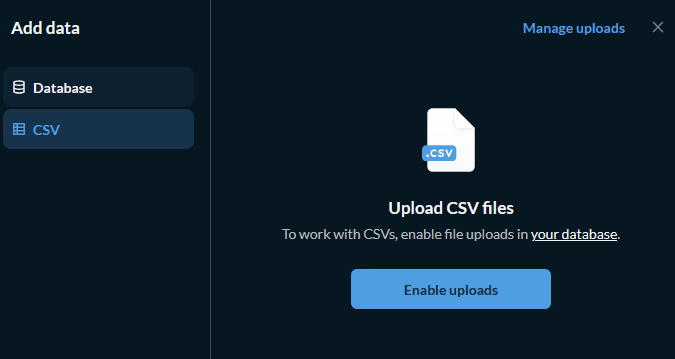 Add data
Manage uploads
Database
CSV
.CSV
Upload CSV files
To work with CSVs, enable file uploads in your database.
Enable uploads